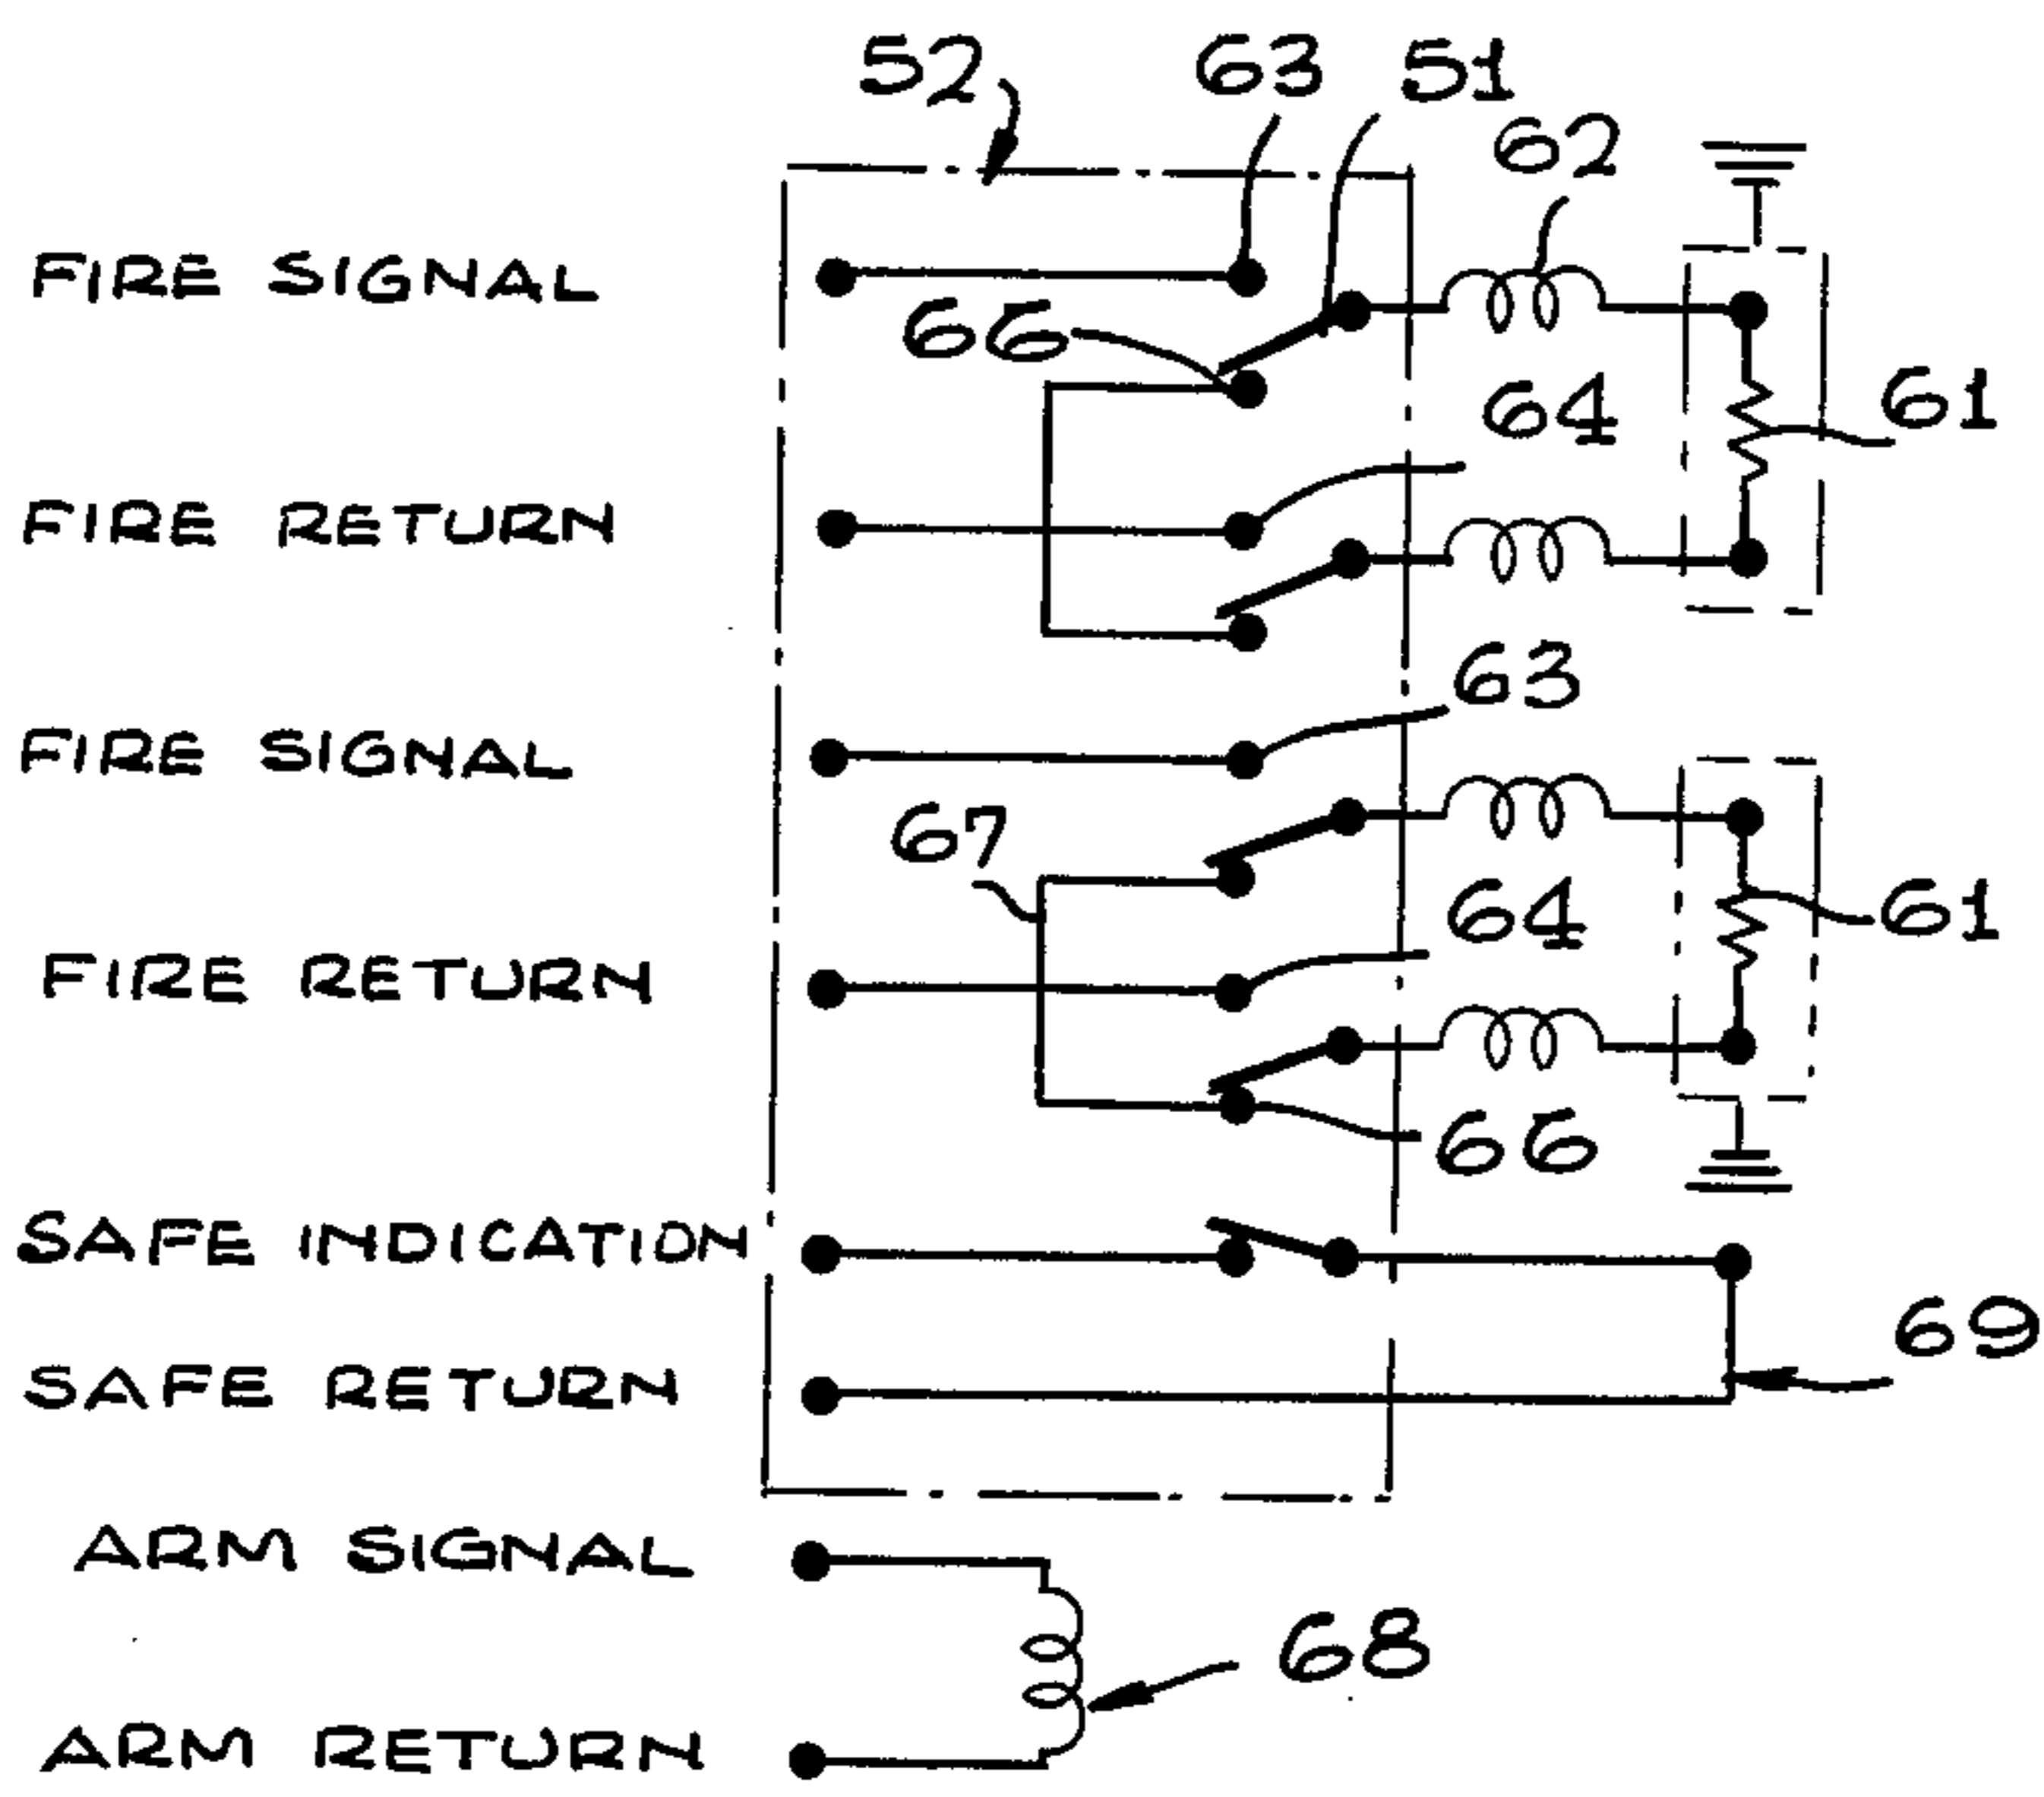 52 63 51
62
FIRE SIGNAL
66
64 61
FIRE RETURN
63
FIRE SIGNAL
67
64 61
FIRE RETURN
66
SAFE INDICATION
69
SAFE RETURN
ARM SIGNAL
68
ARM RETURN